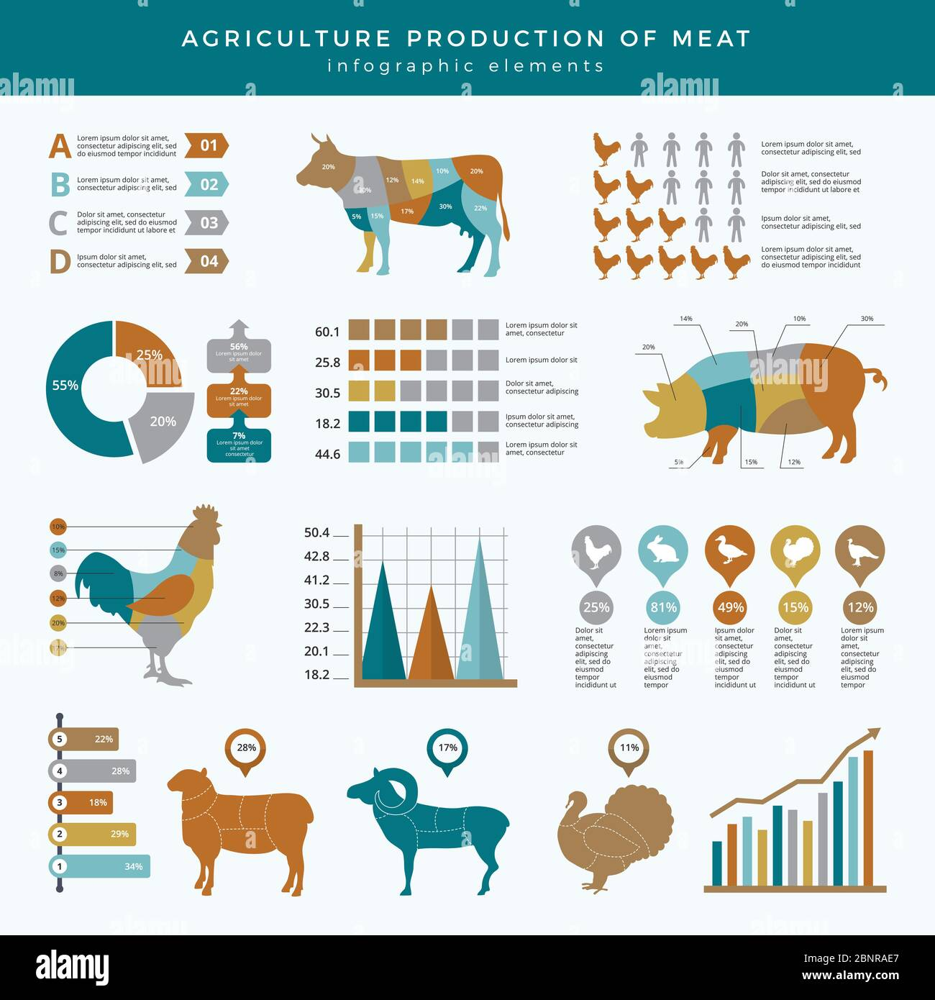 AGRICULTURE PRODUCTION OF MEAT
infographic elements
A
Lorem ipsum dolor sit amet,
consectetur adipiscing elit, sed
do eiusmod tempor incididunt
01
B
Lorem ipsum dolor sit amet,
consectetur adipiscing elit, sed
02
C
Dolor sit amet, consectetur
adipiscing elit, sed do eiusmod
tempor incididunt ut labore et
03
D
Ipsum dolor sit amet,
consectetur adipiscing elit, sed
04
20%
30%
12%
14%
10%
20%
5%
15%
17%
30%
22%
Lorem ipsum dolor sit amet,
consectetur adipiscing elit, sed
Dolor sit amet, consectetur
adipiscing elit, sed do eiusmod
tempor incididunt ut labore et
Ipsum dolor sit amet,
consectetur adipiscing elit, sed
Lorem ipsum dolor sit amet,
consectetur adipiscing elit, sed
do eiusmod tempor incididunt
55%
25%
20%
56%
Lorem ipsum dolor
sit amet
22%
Lorem ipsum dolor
sit amet
7%
Lorem ipsum dolor
sit amet
consectetur
60.1
Lorem ipsum dolor sit
amet, consectetur
25.8
Lorem ipsum dolor sit
30.5
Dolor sit amet,
consectetur adipiscing
18.2
Ipsum dolor sit amet,
consectetur adipiscing
44.6
Lorem ipsum dolor sit
amet, consectetur
14%
20%
10%
30%
20%
5%
15%
12%
10%
15%
8%
12%
20%
17%
50.4
42.8
41.2
30.5
22.3
20.1
18.2
25%
Dolor sit
amet,
consectetur
adipiscing
elit, sed do
eiusmod
tempor
incididunt ut
81%
Lorem ipsum
dolor sit
amet,
consectetur
adipiscing
elit, sed do
eiusmod
tempor
49%
Ipsum dolor
sit amet,
consectetur
adipiscing
elit, sed do
eiusmod
tempor
incididunt ut
15%
Dolor sit
amet,
consectetur
adipiscing
elit, sed do
eiusmod
tempor
incididunt ut
12%
Lorem ipsum
dolor sit
amet,
consectetur
adipiscing
elit, sed do
eiusmod
tempor
5
22%
4
28%
3
18%
2
29%
1
34%
28%
17%
11%
alamy
Image ID: 2BNRAE7
www.alamy.com